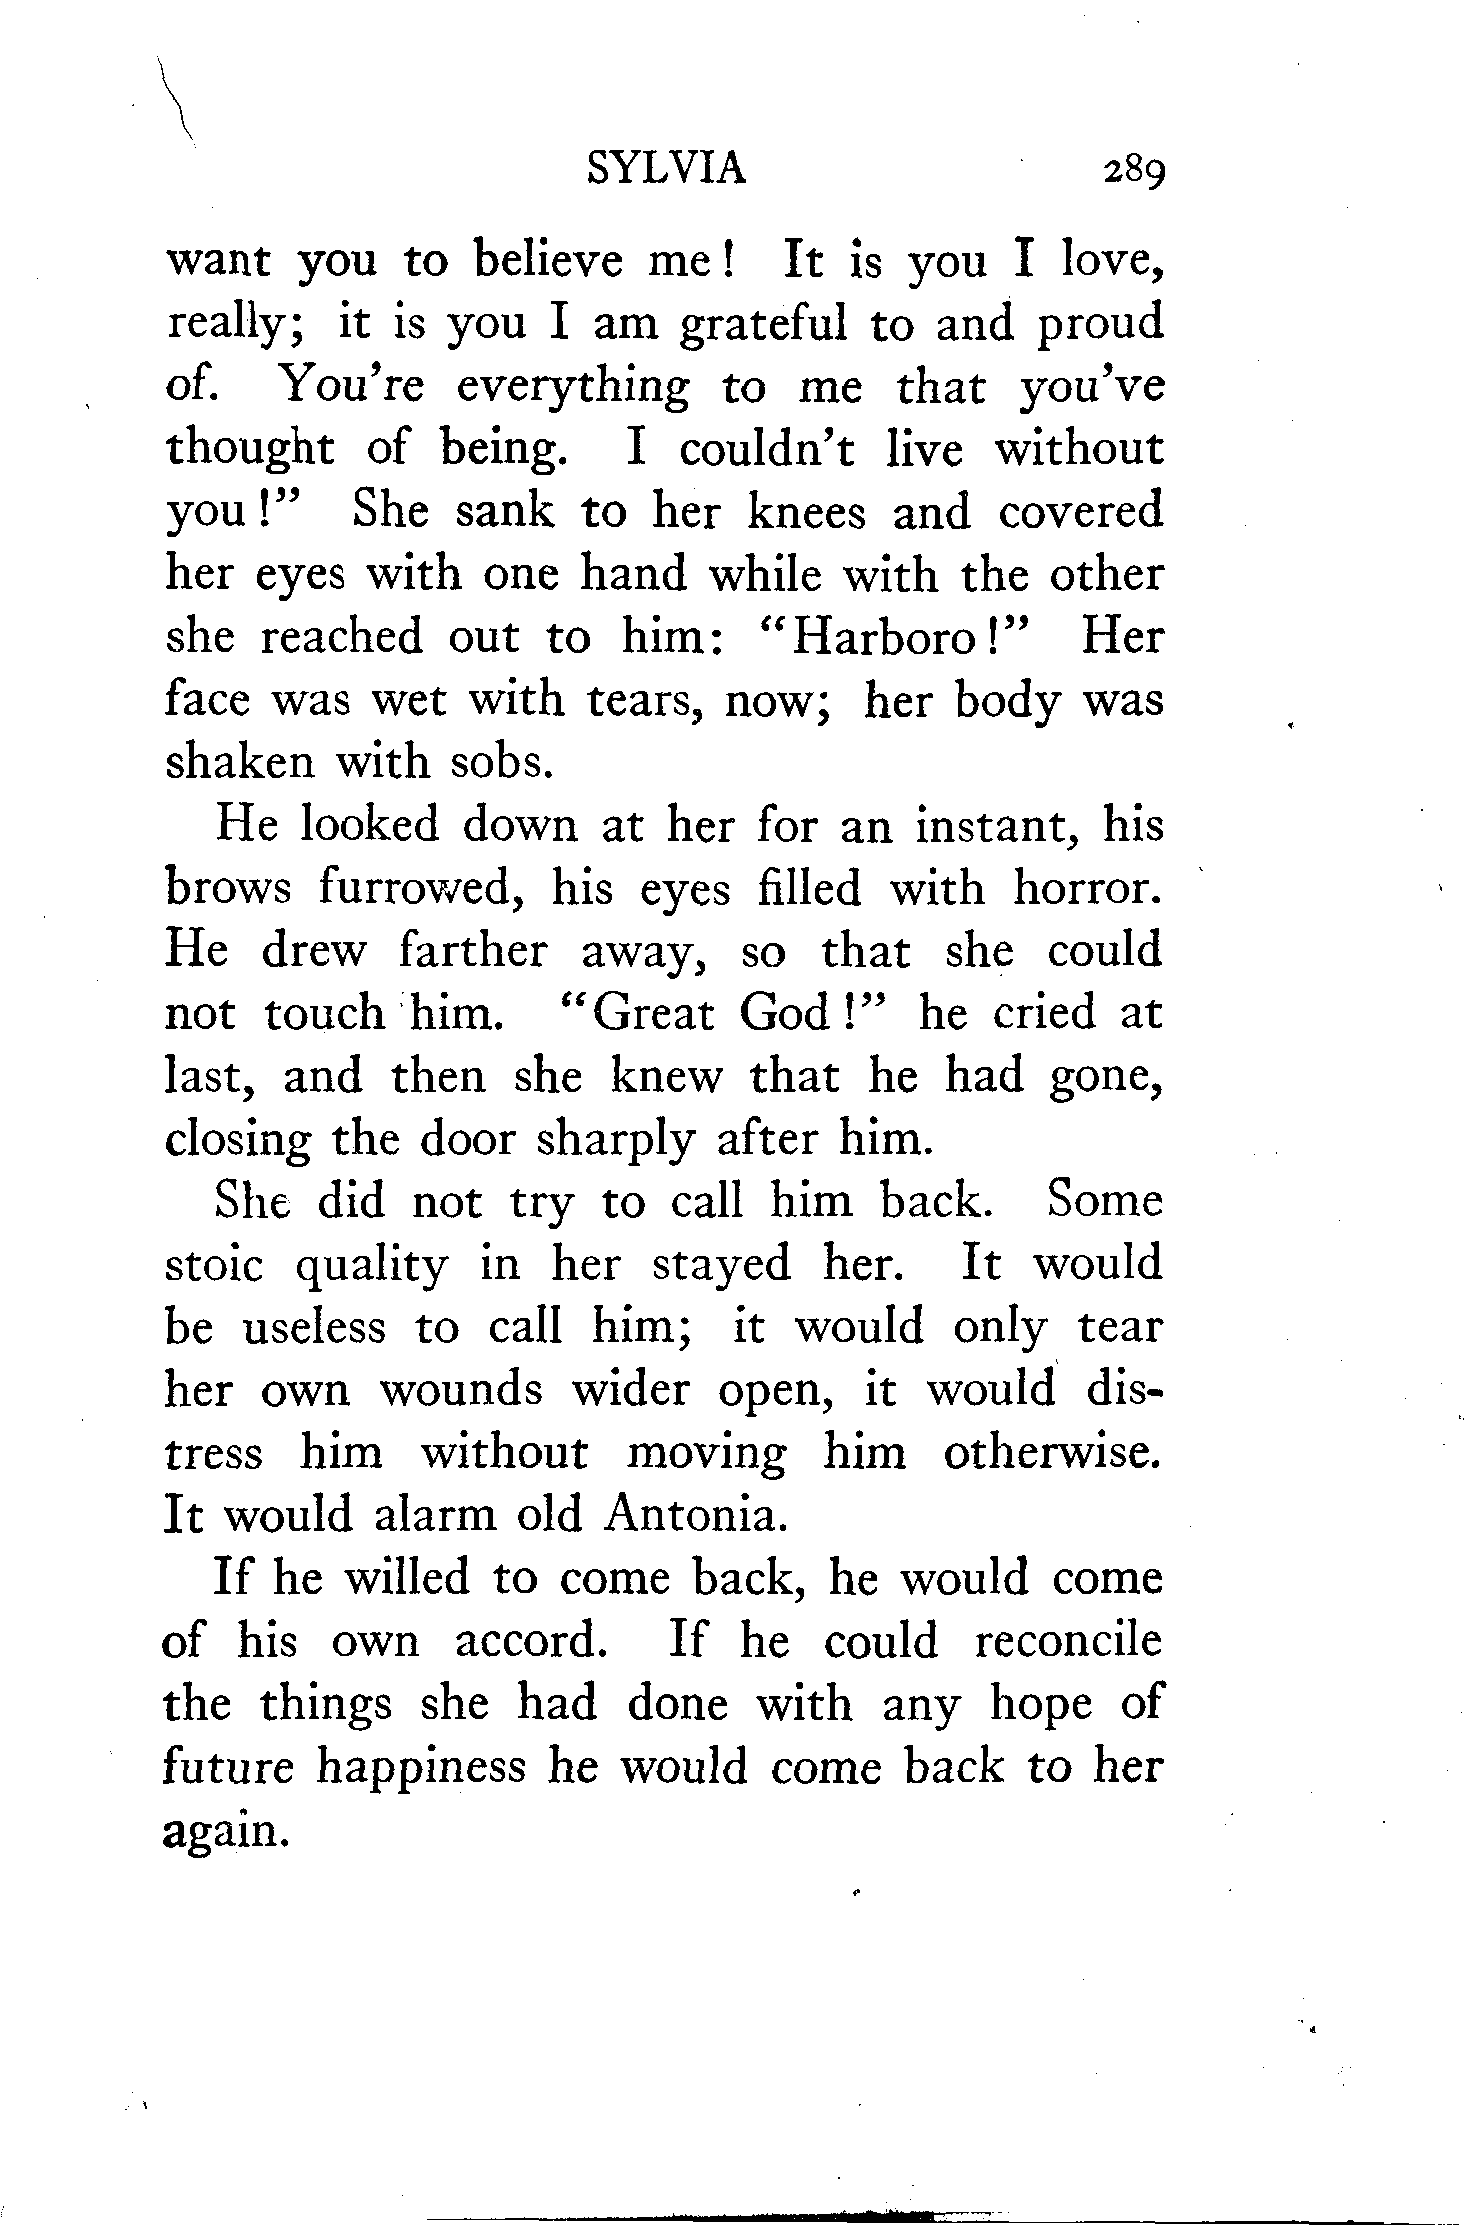 SYLVIA 289
want you to believe me! It is you I love,
really; it is you I am grateful to and proud
of. You're everything to me that you've
thought of being. I couldn't live without
you!" She sank to her knees and covered
her eyes with one hand while with the other
she reached out to him: "Harboro!" Her
face was wet with tears, now; her body was
shaken with sobs.
He looked down at her for an instant, his
brows furrowed, his eyes filled with horror.
He drew farther away, so that she could
not touch him. "Great God!" he cried at
last, and then she knew that he had gone,
closing the door sharply after him.
She did not try to call him back. Some
stoic quality in her stayed her. It would
be useless to call him; it would only tear
her own wounds wider open, it would dis-
tress him without moving him otherwise.
It would alarm old Antonia.
If he willed to come back, he would come
of his own accord. If he could reconcile
the things she had done with any hope of
future happiness he would come back to her
again.